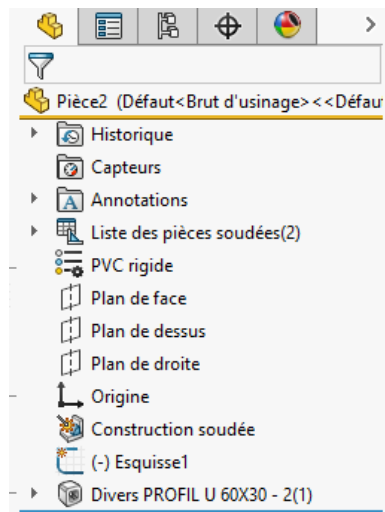 Pièce2 (Défaut<Brut d'usinage><<Défaur
Historique
Capteurs
Annotations
Liste des pièces soudées(2)
PVC rigide
Plan de face
Plan de dessus
Plan de droite
Origine
Construction soudée
(-) Esquisse1
Divers PROFIL U 60X30 - 2(1)